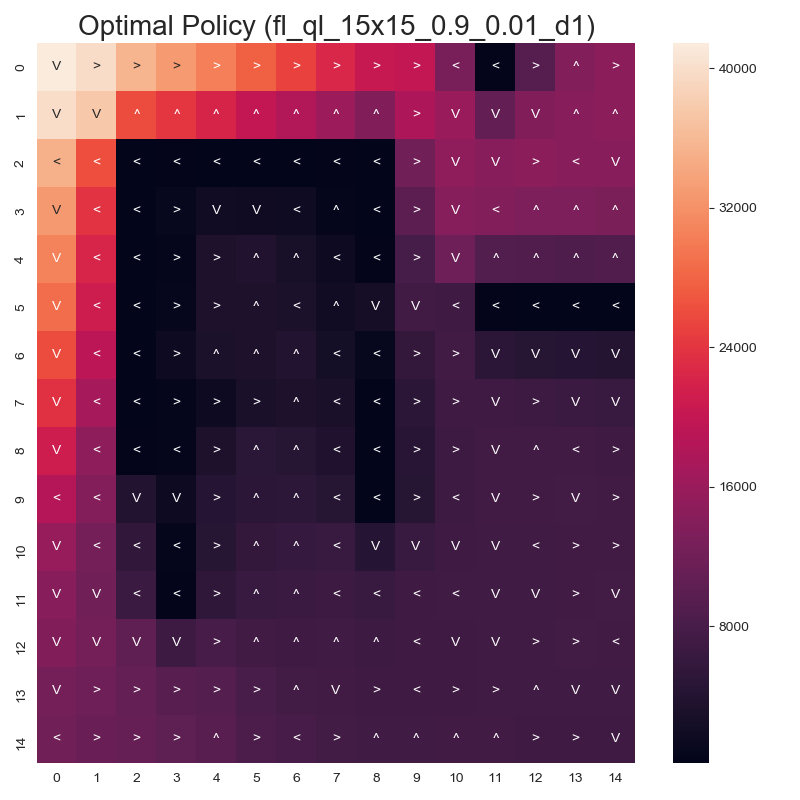 Optimal Policy (fl_ql_15x15_0.9_0.01_d1)
0 V > > > > > > > > > < < > ^ > 40000
1 V V ^ ^ ^ ^ ^ ^ ^ > V V V ^ ^
2 < < < < < < < < < > V V > < V
3 V < < > V V < ^ < > V < ^ ^ ^ 32000
4 V < < > > ^ ^ < < > V ^ ^ ^ ^
5 V < < > > ^ < ^ V V < < < < <
6 V < < > ^ ^ ^ < < > > V V V V 24000
7 V < < > > > ^ < < > > V > V V
8 V < < < > ^ ^ < < > > V ^ < >
9 < < V V > ^ ^ < < > < V > V > 16000
10 V < < < > ^ ^ < V V V V < > >
11 V V < < > ^ ^ < < < < V V > V
12 V V V V > ^ ^ ^ ^ < V V > > < 8000
13 V > > > > > ^ V > < > > ^ V V
14 < > > > ^ > < > ^ ^ ^ ^ > > V
0 1 2 3 4 5 6 7 8 9 10 11 12 13 14